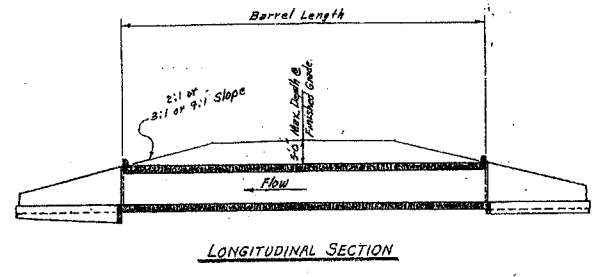 Barrel Length
2:1 or
3:1 or 4:1 Slope
5'-0" Max. Depth @
Finished Grade.
Flow
LONGITUDINAL SECTION